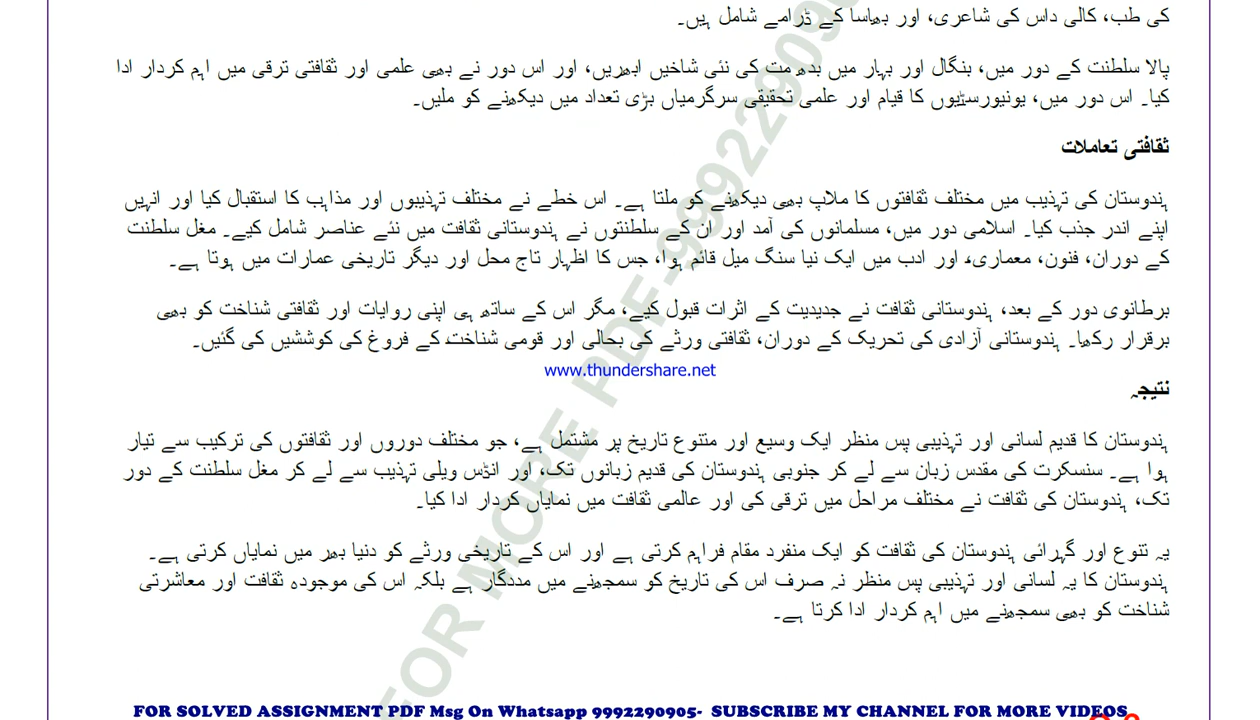 کی طب، کالی داس کی شاعری، اور بھاسا کے ڈرامے شامل ہیں۔
پالا سلطنت کے دور میں، بنگال اور بہار میں بدھ مت کی نئی شاخیں ابھریں، اور اس دور نے بھی علمی اور ثقافتی ترقی میں اہم کردار ادا
کیا۔ اس دور میں، یونیورسٹیوں کا قیام اور علمی تحقیقی سرگرمیاں بڑی تعداد میں دیکھنے کو ملیں۔
ثقافتی تعاملات
ہندوستان کی تہذیب میں مختلف ثقافتوں کا ملاپ بھی دیکھنے کو ملتا ہے۔ اس خطے نے مختلف تہذیبوں اور مذاہب کا استقبال کیا اور انہیں
اپنے اندر جذب کیا۔ اسلامی دور میں، مسلمانوں کی آمد اور ان کے سلطنتوں نے ہندوستانی ثقافت میں نئے عناصر شامل کیے۔ مغل سلطنت
کے دوران، فنون، معماری، اور ادب میں ایک نیا سنگ میل قائم ہوا، جس کا اظہار تاج محل اور دیگر تاریخی عمارات میں ہوتا ہے۔
برطانوی دور کے بعد، ہندوستانی ثقافت نے جدیدیت کے اثرات قبول کیے، مگر اس کے ساتھ ہی اپنی روایات اور ثقافتی شناخت کو بھی
برقرار رکھا۔ ہندوستانی آزادی کی تحریک کے دوران، ثقافتی ورثے کی بحالی اور قومی شناخت کے فروغ کی کوششیں کی گئیں۔
www.thundershare.net
نتیجہ
ہندوستان کا قدیم لسانی اور تہذیبی پس منظر ایک وسیع اور متنوع تاریخ پر مشتمل ہے، جو مختلف دوروں اور ثقافتوں کی ترکیب سے تیار
ہوا ہے۔ سنسکرت کی مقدس زبان سے لے کر جنوبی ہندوستان کی قدیم زبانوں تک، اور انڈس ویلی تہذیب سے لے کر مغل سلطنت کے دور
تک، ہندوستان کی ثقافت نے مختلف مراحل میں ترقی کی اور عالمی ثقافت میں نمایاں کردار ادا کیا۔
یہ تنوع اور گہرائی ہندوستان کی ثقافت کو ایک منفرد مقام فراہم کرتی ہے اور اس کے تاریخی ورثے کو دنیا بھر میں نمایاں کرتی ہے۔
ہندوستان کا یہ لسانی اور تہذیبی پس منظر نہ صرف اس کی تاریخ کو سمجھنے میں مددگار ہے بلکہ اس کی موجودہ ثقافت اور معاشرتی
شناخت کو بھی سمجھنے میں اہم کردار ادا کرتا ہے۔
FOR MORE PDF-9992290905
FOR SOLVED ASSIGNMENT PDF Msg On Whatsapp 9992290905- SUBSCRIBE MY CHANNEL FOR MORE VIDEOS